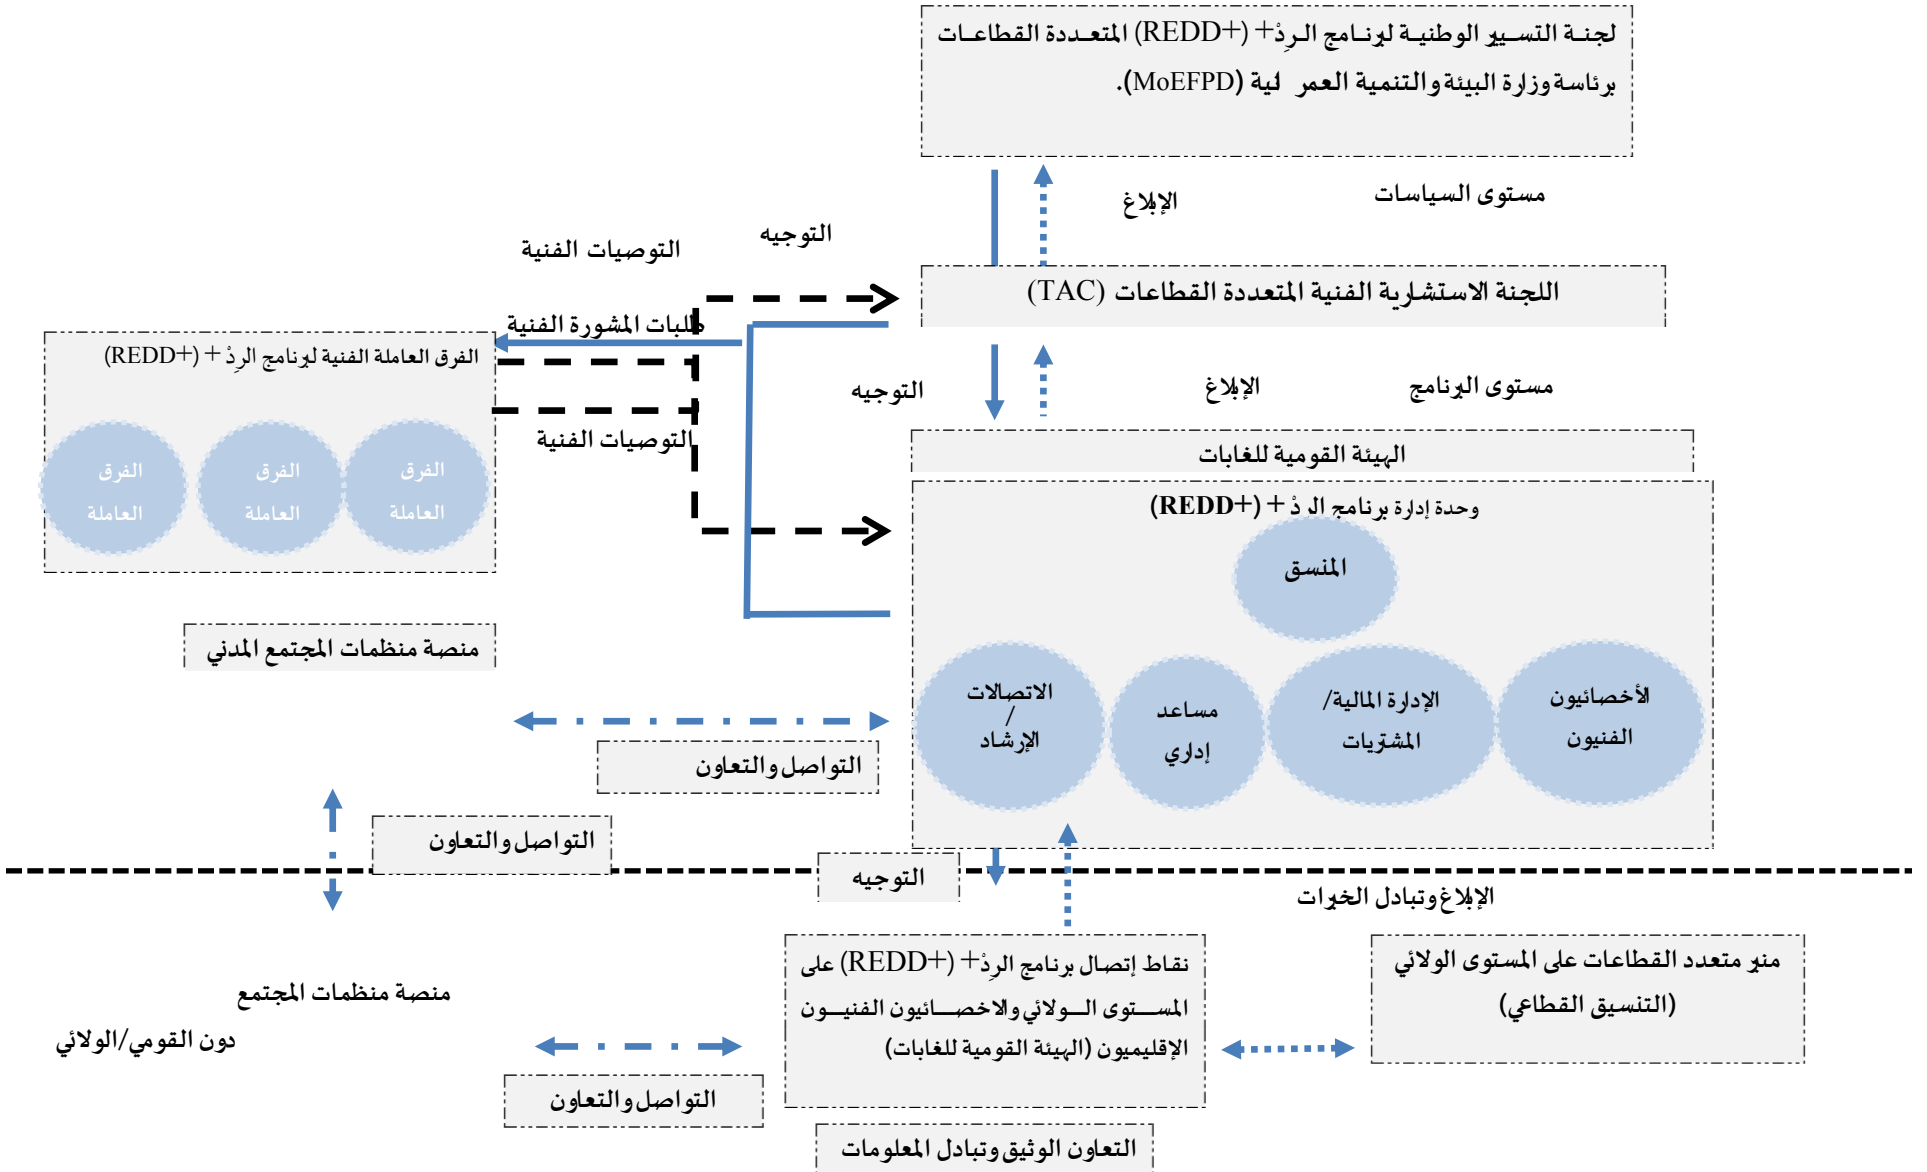 لجنة التسيير الوطنية لبرنامج الردْ+ (REDD+) المتعددة القطاعات
برئاسة وزارة البيئة والتنمية العمر لية (MoEFPD).
الإبلاغ
مستوى السياسات
التوجيه
التوصيات الفنية
اللجنة الاستشارية الفنية المتعددة القطاعات (TAC)
طلبات المشورة الفنية
الفرق العاملة الفنية لبرنامج الرِدْ + (REDD+)
مستوى البرنامج
الإبلاغ
التوجيه
التوصيات الفنية
الهيئة القومية للغابات
الفرق
العاملة
الفرق
العاملة
الفرق
العاملة
وحدة إدارة برنامج الردْ + (REDD+)
المنسق
منصة منظمات المجتمع المدني
الأخصائيون
الفنيون
الإدارة المالية/
المشتريات
مساعد
إداري
الاتصالات
/
الإرشاد
التواصل والتعاون
التواصل والتعاون
التوجيه
الإبلاغ وتبادل الخبرات
منبر متعدد القطاعات على المستوى الولائي
(التنسيق القطاعي)
نقاط إتصال برنامج الرِدْ+ (REDD+) على
المستوى الولائي والاخصائيون الفنيون
الإقليميون (الهيئة القومية للغابات)
منصة منظمات المجتمع
دون القومي/الولائي
التواصل والتعاون
التعاون الوثيق وتبادل المعلومات